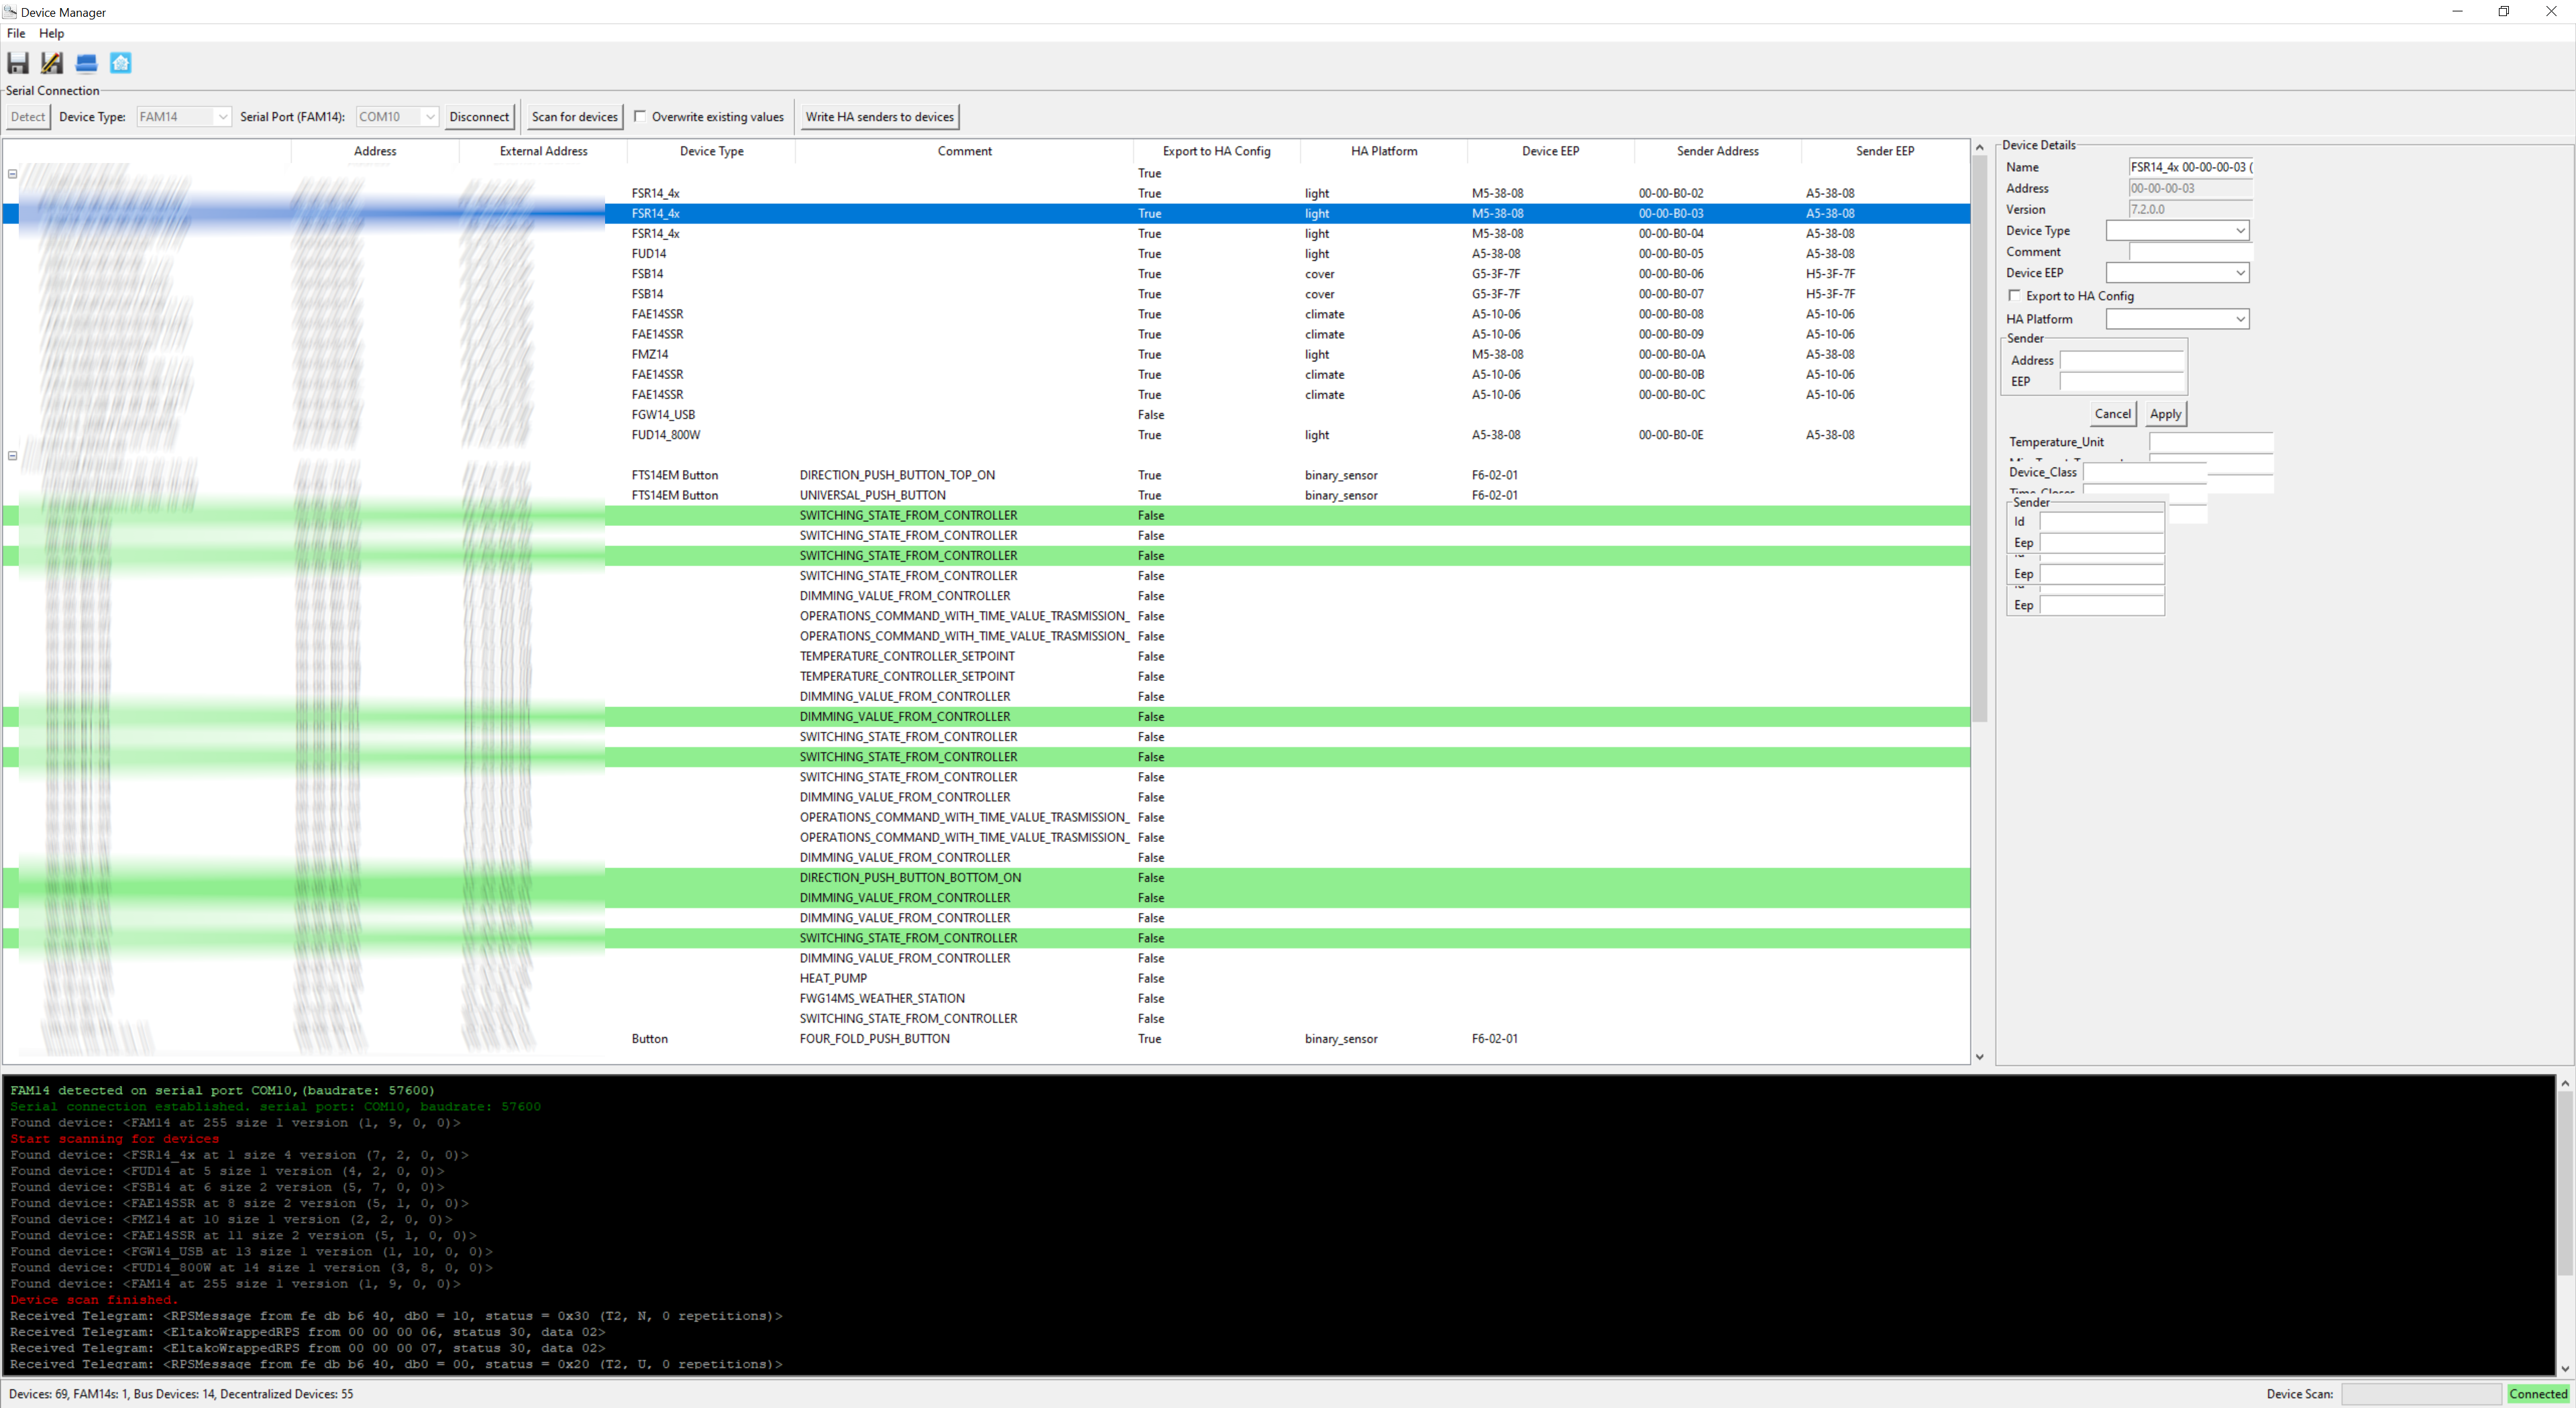 Device Manager
File Help
Serial Connection
Detect Device Type: FAM14 Serial Port (FAM14): COM10 Disconnect Scan for devices Overwrite existing values Write HA senders to devices
Address External Address Device Type Comment Export to HA Config HA Platform Device EEP Sender Address Sender EEP
True
FSR14_4x True light M5-38-08 00-00-B0-02 A5-38-08
FSR14_4x True light M5-38-08 00-00-B0-03 A5-38-08
FSR14_4x True light M5-38-08 00-00-B0-04 A5-38-08
FUD14 True light A5-38-08 00-00-B0-05 A5-38-08
FSB14 True cover G5-3F-7F 00-00-B0-06 H5-3F-7F
FSB14 True cover G5-3F-7F 00-00-B0-07 H5-3F-7F
FAE14SSR True climate A5-10-06 00-00-B0-08 A5-10-06
FAE14SSR True climate A5-10-06 00-00-B0-09 A5-10-06
FMZ14 True light M5-38-08 00-00-B0-0A A5-38-08
FAE14SSR True climate A5-10-06 00-00-B0-0B A5-10-06
FAE14SSR True climate A5-10-06 00-00-B0-0C A5-10-06
FGW14_USB False
FUD14_800W True light A5-38-08 00-00-B0-0E A5-38-08
FTS14EM Button DIRECTION_PUSH_BUTTON_TOP_ON True binary_sensor F6-02-01
FTS14EM Button UNIVERSAL_PUSH_BUTTON True binary_sensor F6-02-01
SWITCHING_STATE_FROM_CONTROLLER False
SWITCHING_STATE_FROM_CONTROLLER False
SWITCHING_STATE_FROM_CONTROLLER False
SWITCHING_STATE_FROM_CONTROLLER False
DIMMING_VALUE_FROM_CONTROLLER False
OPERATIONS_COMMAND_WITH_TIME_VALUE_TRASMISSION_ False
OPERATIONS_COMMAND_WITH_TIME_VALUE_TRASMISSION_ False
TEMPERATURE_CONTROLLER_SETPOINT False
TEMPERATURE_CONTROLLER_SETPOINT False
DIMMING_VALUE_FROM_CONTROLLER False
DIMMING_VALUE_FROM_CONTROLLER False
SWITCHING_STATE_FROM_CONTROLLER False
SWITCHING_STATE_FROM_CONTROLLER False
SWITCHING_STATE_FROM_CONTROLLER False
DIMMING_VALUE_FROM_CONTROLLER False
OPERATIONS_COMMAND_WITH_TIME_VALUE_TRASMISSION_ False
OPERATIONS_COMMAND_WITH_TIME_VALUE_TRASMISSION_ False
DIMMING_VALUE_FROM_CONTROLLER False
DIRECTION_PUSH_BUTTON_BOTTOM_ON False
DIMMING_VALUE_FROM_CONTROLLER False
DIMMING_VALUE_FROM_CONTROLLER False
SWITCHING_STATE_FROM_CONTROLLER False
DIMMING_VALUE_FROM_CONTROLLER False
HEAT_PUMP False
FWG14MS_WEATHER_STATION False
SWITCHING_STATE_FROM_CONTROLLER False
Button FOUR_FOLD_PUSH_BUTTON True binary_sensor F6-02-01
Device Details
Name FSR14_4x 00-00-00-03 (
Address 00-00-00-03
Version 7.2.0.0
Device Type
Comment
Device EEP
Export to HA Config
HA Platform
Sender
Address
EEP
Cancel Apply
Temperature_Unit
Device_Class
Sender
Id
Eep
Eep
Eep
FAM14 detected on serial port COM10,(baudrate: 57600)
Serial connection established. serial port: COM10, baudrate: 57600
Found device: <FAM14 at 255 size 1 version (1, 9, 0, 0)>
Start scanning for devices
Found device: <FSR14_4x at 1 size 4 version (7, 2, 0, 0)>
Found device: <FUD14 at 5 size 1 version (4, 2, 0, 0)>
Found device: <FSB14 at 6 size 2 version (5, 7, 0, 0)>
Found device: <FAE14SSR at 8 size 2 version (5, 1, 0, 0)>
Found device: <FMZ14 at 10 size 1 version (2, 2, 0, 0)>
Found device: <FAE14SSR at 11 size 2 version (5, 1, 0, 0)>
Found device: <FGW14_USB at 13 size 1 version (1, 10, 0, 0)>
Found device: <FUD14_800W at 14 size 1 version (3, 8, 0, 0)>
Found device: <FAM14 at 255 size 1 version (1, 9, 0, 0)>
Device scan finished.
Received Telegram: <RPSMessage from fe db b6 40, db0 = 10, status = 0x30 (T2, N, 0 repetitions)>
Received Telegram: <EltakoWrappedRPS from 00 00 00 06, status 30, data 02>
Received Telegram: <EltakoWrappedRPS from 00 00 00 07, status 30, data 02>
Received Telegram: <RPSMessage from fe db b6 40, db0 = 00, status = 0x20 (T2, U, 0 repetitions)>
Devices: 69, FAM14s: 1, Bus Devices: 14, Decentralized Devices: 55
Device Scan: Connected